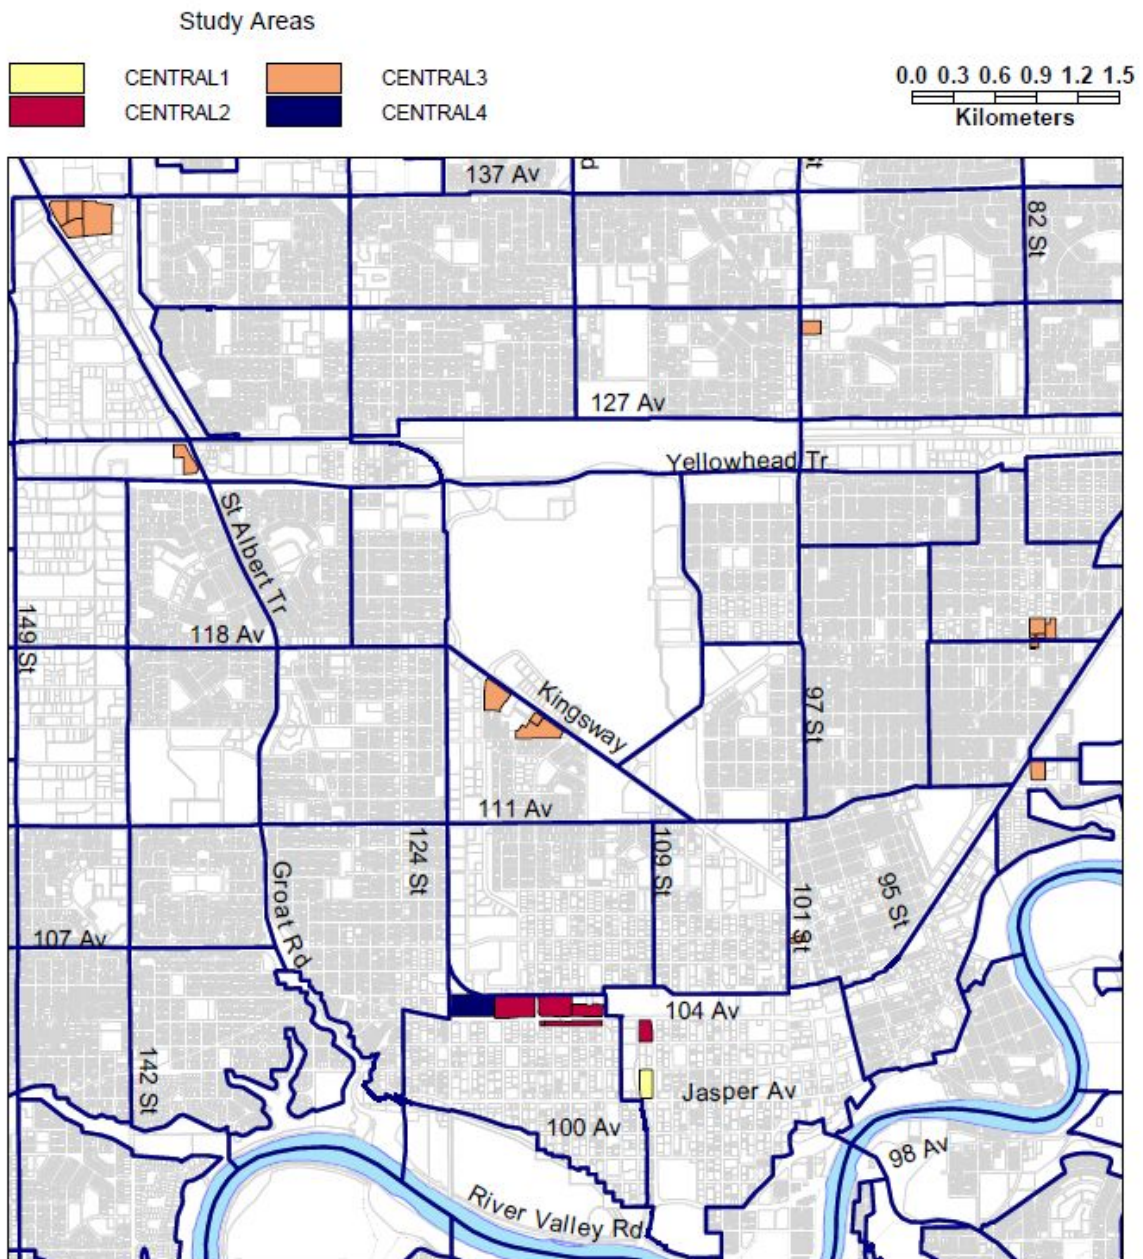 Study Areas
CENTRAL1
CENTRAL3
CENTRAL2
CENTRAL4
0.0 0.3 0.6 0.9 1.2 1.5
Kilometers
137 Av
82 St
127 Av
Yellowhead Tr
St Albert Tr
149 St
118 Av
Kingsway
97 St
111 Av
124 St
109 St
Groat Rd
101 St
95 St
107 Av
104 Av
142 St
Jasper Av
100 Av
98 Av
River Valley Rd